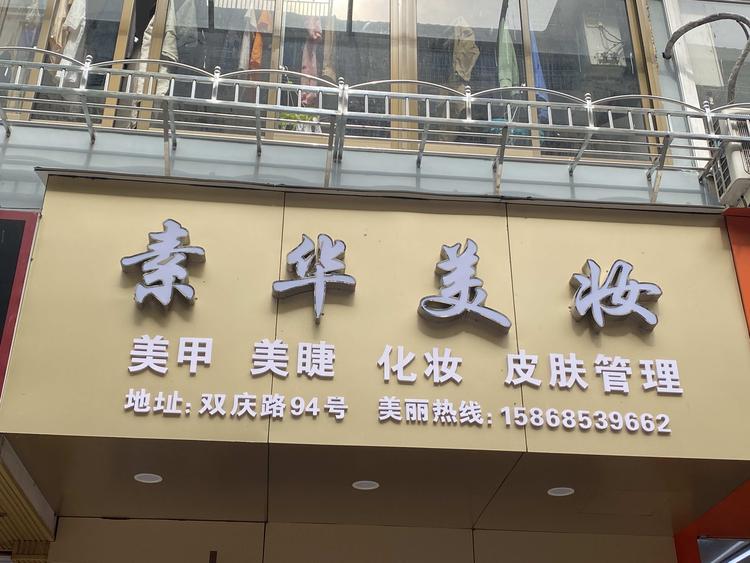 素华美妆
美甲 美睫 化妆 皮肤管理
地址:双庆路94号 美丽热线:15868539662